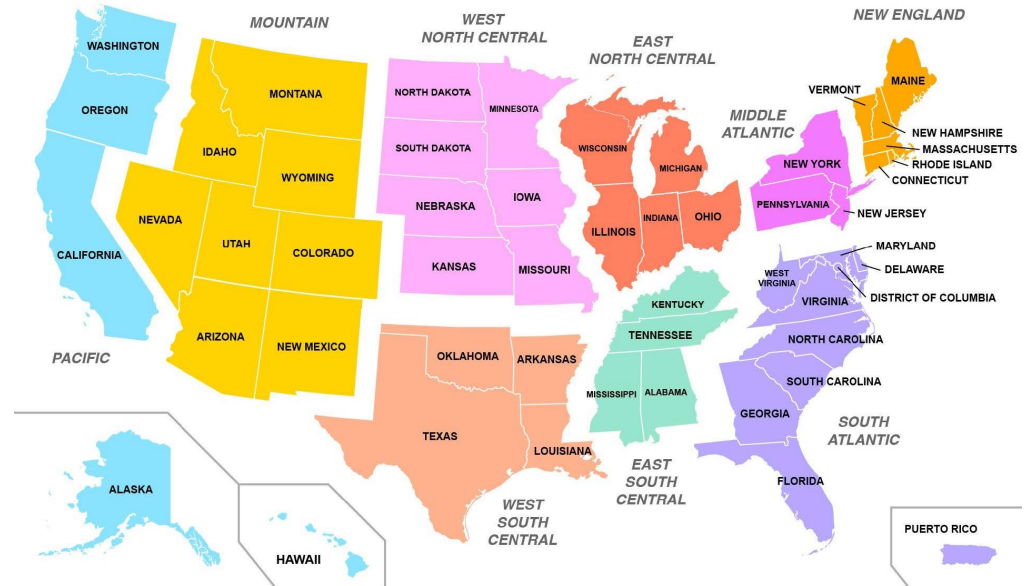 NEW ENGLAND
MOUNTAIN
WEST
NORTH CENTRAL
EAST
NORTH CENTRAL
MIDDLE
ATLANTIC
WASHINGTON
OREGON
CALIFORNIA
PACIFIC
MONTANA
IDAHO
WYOMING
NEVADA
UTAH
COLORADO
ARIZONA
NEW MEXICO
NORTH DAKOTA
MINNESOTA
SOUTH DAKOTA
NEBRASKA
IOWA
KANSAS
MISSOURI
WISCONSIN
MICHIGAN
ILLINOIS
INDIANA
OHIO
NEW YORK
PENNSYLVANIA
NEW JERSEY
MAINE
VERMONT
NEW HAMPSHIRE
MASSACHUSETTS
RHODE ISLAND
CONNECTICUT
MARYLAND
DELAWARE
DISTRICT OF COLUMBIA
WEST
VIRGINIA
VIRGINIA
NORTH CAROLINA
SOUTH CAROLINA
GEORGIA
FLORIDA
SOUTH
ATLANTIC
KENTUCKY
TENNESSEE
MISSISSIPPI
ALABAMA
EAST
SOUTH
CENTRAL
OKLAHOMA
ARKANSAS
TEXAS
LOUISIANA
WEST
SOUTH
CENTRAL
ALASKA
HAWAII
PUERTO RICO